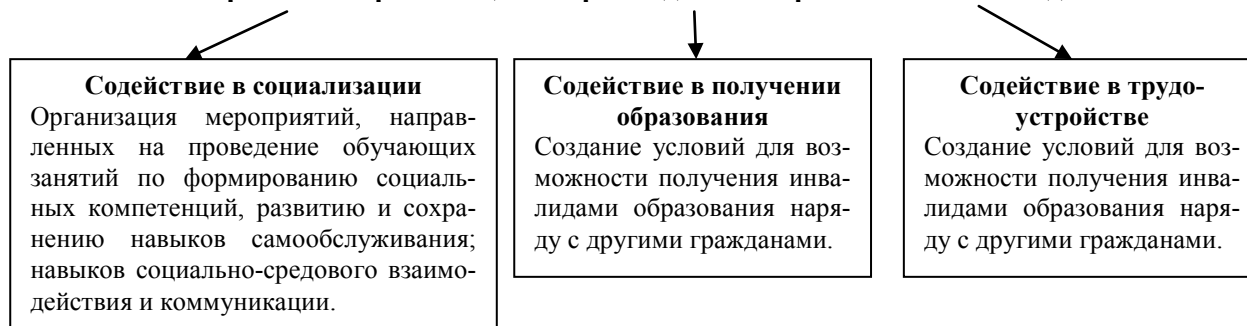 Содействие в социализации
Организация мероприятий, направ-
ленных на проведение обучающих
занятий по формированию социаль-
ных компетенций, развитию и сохра-
нению навыков самообслуживания;
навыков социально-средового взаимо-
действия и коммуникации.
Содействие в получении
образования
Создание условий для воз-
можности получения инва-
лидами образования наря-
ду с другими гражданами.
Содействие в трудо-
устройстве
Создание условий для воз-
можности получения инва-
лидами образования наря-
ду с другими гражданами.